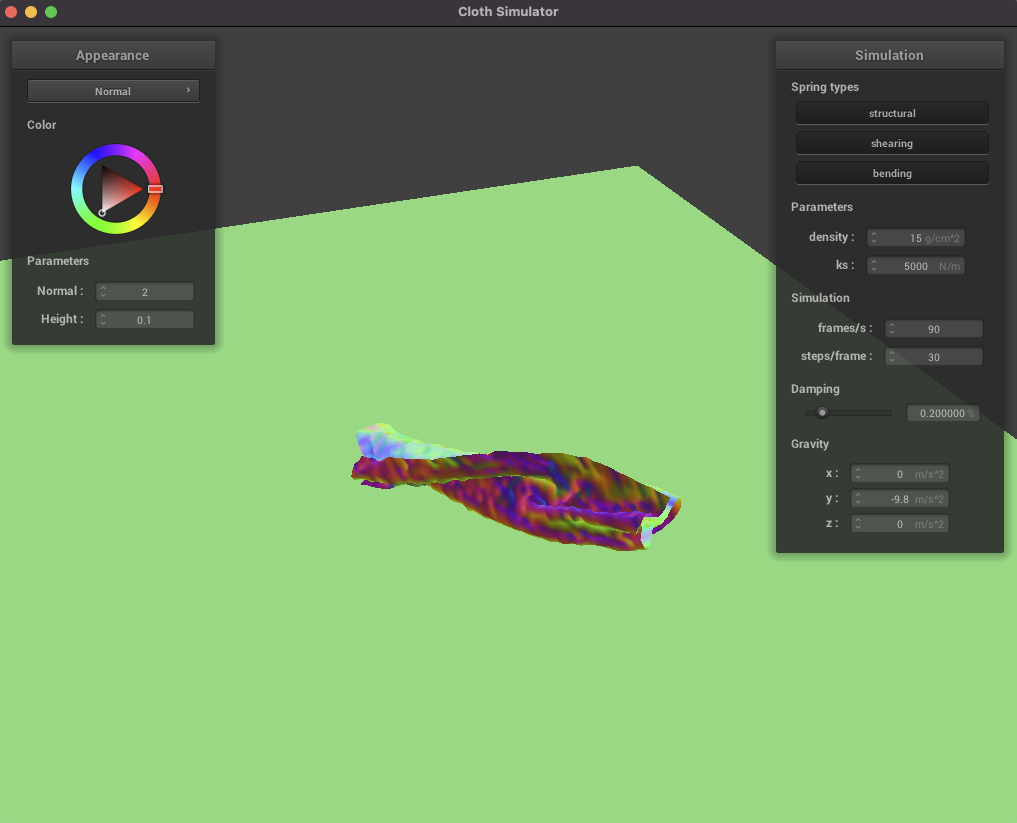 Cloth Simulator
Appearance
Normal
Color
Parameters
Normal : 2
Height : 0.1
Simulation
Spring types
structural
shearing
bending
Parameters
density : 15 g/cm^2
ks : 5000 N/m
Simulation
frames/s : 90
steps/frame : 30
Damping
0.200000 %
Gravity
x : 0 m/s^2
y : -9.8 m/s^2
z : 0 m/s^2